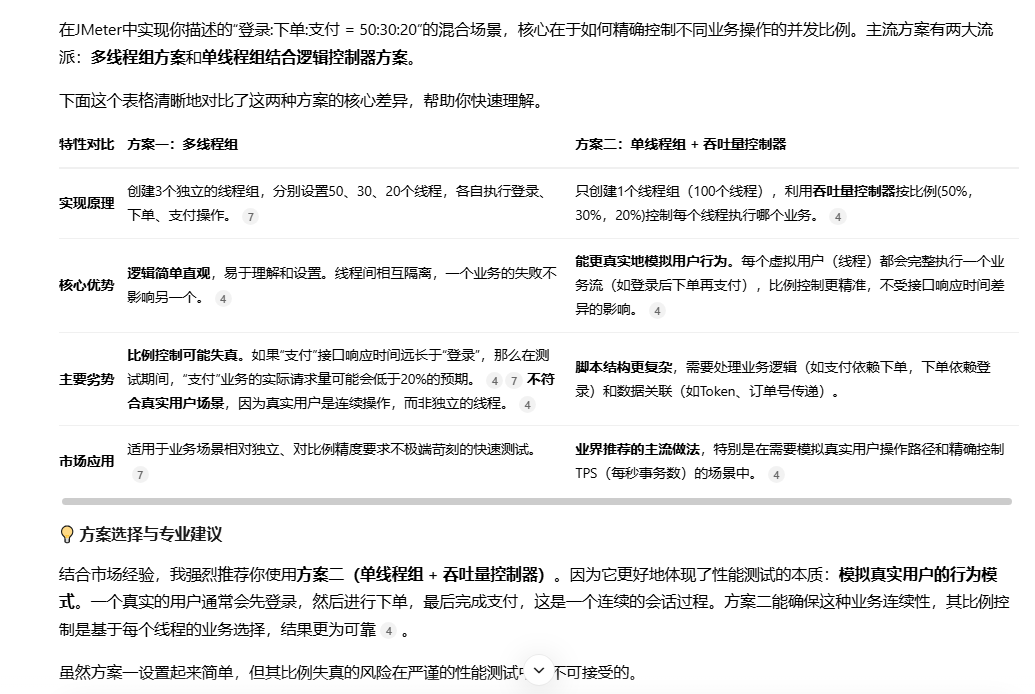 在JMeter中实现你描述的“登录:下单:支付 = 50:30:20”的混合场景，核心在于如何精确控制不同业务操作的并发比例。主流方案有两大流
派：多线程组方案和单线程组结合逻辑控制器方案。
下面这个表格清晰地对比了这两种方案的核心差异，帮助你快速理解。
特性对比 方案一：多线程组 方案二：单线程组 + 吞吐量控制器
实现原理
创建3个独立的线程组，分别设置50、30、20个线程，各自执行登录、
下单、支付操作。 7
只创建1个线程组（100个线程），利用吞吐量控制器按比例(50%,
30%，20%)控制每个线程执行哪个业务。 4
核心优势
逻辑简单直观，易于理解和设置。线程间相互隔离，一个业务的失败不
影响另一个。 4
能更真实地模拟用户行为。每个虚拟用户（线程）都会完整执行一个业
务流（如登录后下单再支付），比例控制更精准，不受接口响应时间差
异的影响。 4
主要劣势
比例控制可能失真。如果“支付”接口响应时间远长于“登录”，那么在测
试期间，“支付”业务的实际请求量可能会低于20%的预期。 4 7 不符
合真实用户场景，因为真实用户是连续操作，而非独立的线程。 4
脚本结构更复杂，需要处理业务逻辑（如支付依赖下单，下单依赖登
录）和数据关联（如Token、订单号传递）。
市场应用
适用于业务场景相对独立、对比例精度要求不极端苛刻的快速测试。
7
业界推荐的主流做法，特别是在需要模拟真实用户操作路径和精确控制
TPS（每秒事务数）的场景中。 4
方案选择与专业建议
结合市场经验，我强烈推荐你使用方案二（单线程组 + 吞吐量控制器）。因为它更好地体现了性能测试的本质：模拟真实用户的行为模
式。一个真实的用户通常会先登录，然后进行下单，最后完成支付，这是一个连续的会话过程。方案二能确保这种业务连续性，其比例控
制是基于每个线程的业务选择，结果更为可靠 4 。
虽然方案一设置起来简单，但其比例失真的风险在严谨的性能测试 不可接受的。